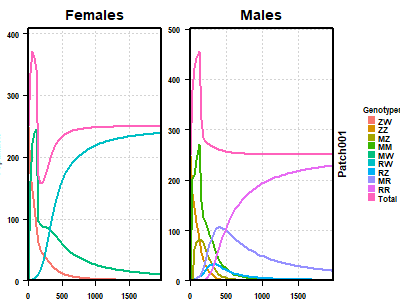 Females
Males
400
300
200
100
0
0
500
1000
1500
500
400
300
200
100
0
0
500
1000
1500
Patch001
Genotypes
ZW
ZZ
MZ
MM
MW
RW
RZ
MR
RR
Total